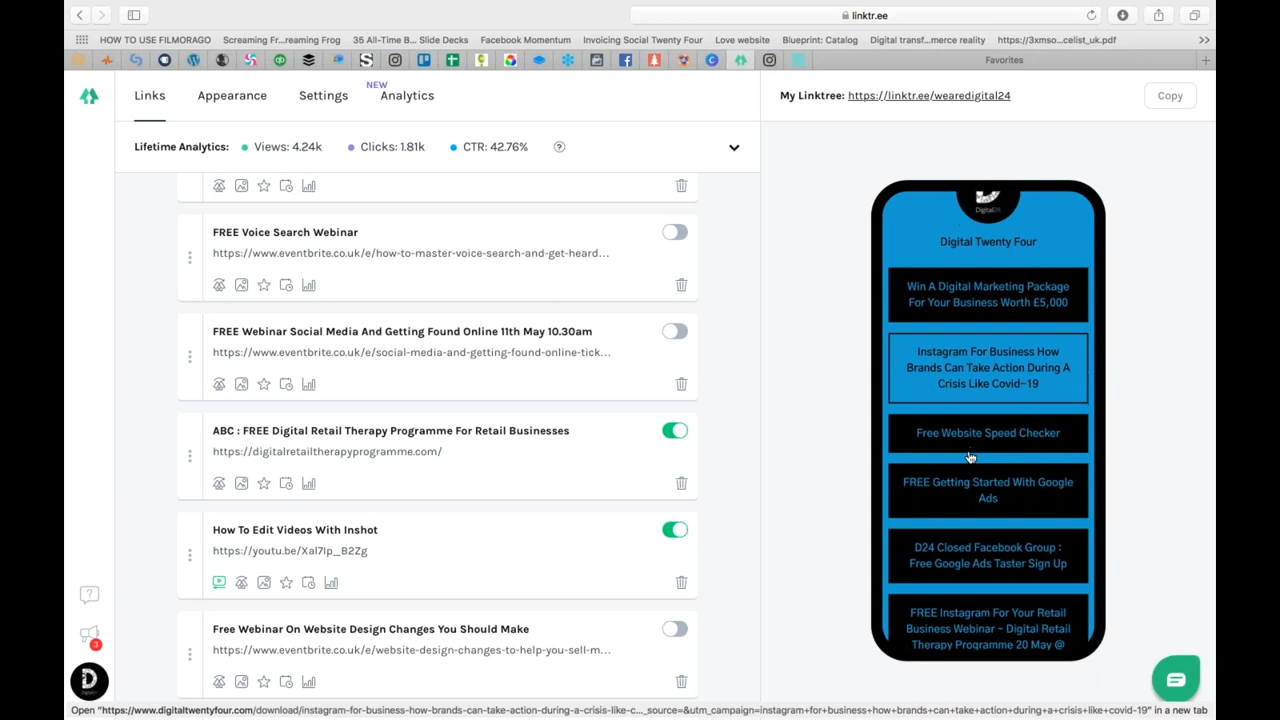 linktr.ee
HOW TO USE FILMORAGO
Screaming Fr...reaming Frog
35 All-Time B... Slide Decks
Facebook Momentum
Invoicing Social Twenty Four
Love website
Blueprint: Catalog
Digital transf...merce reality
https://3xmso...celist_uk.pdf
Favorites
Links
Appearance
Settings
NEW
Analytics
My Linktree: https://linktr.ee/wearedigital24
Copy
Lifetime Analytics:
Views: 4.24k
Clicks: 1.81k
CTR: 42.76%
FREE Voice Search Webinar
https://www.eventbrite.co.uk/e/how-to-master-voice-search-and-get-heard...
FREE Webinar Social Media And Getting Found Online 11th May 10.30am
https://www.eventbrite.co.uk/e/social-media-and-getting-found-online-tick...
ABC : FREE Digital Retail Therapy Programme For Retail Businesses
https://digitalretailtherapyprogramme.com/
How To Edit Videos With Inshot
https://youtu.be/XaI7Ip_B2Zg
Free Webinar On Website Design Changes You Should Make
https://www.eventbrite.co.uk/e/website-design-changes-to-help-you-sell-m...
3
Digital Twenty Four
Win A Digital Marketing Package
For Your Business Worth £5,000
Instagram For Business How
Brands Can Take Action During A
Crisis Like Covid-19
Free Website Speed Checker
FREE Getting Started With Google
Ads
D24 Closed Facebook Group :
Free Google Ads Taster Sign Up
FREE Instagram For Your Retail
Business Webinar - Digital Retail
Therapy Programme 20 May @
Open "https://www.digitaltwentyfour.com/download/instagram-for-business-how-brands-can-take-action-during-a-crisis-like-c..._source=&utm_campaign=instagram+for+business+how+brands+can+take+action+during+a+crisis+like+covid-19" in a new tab